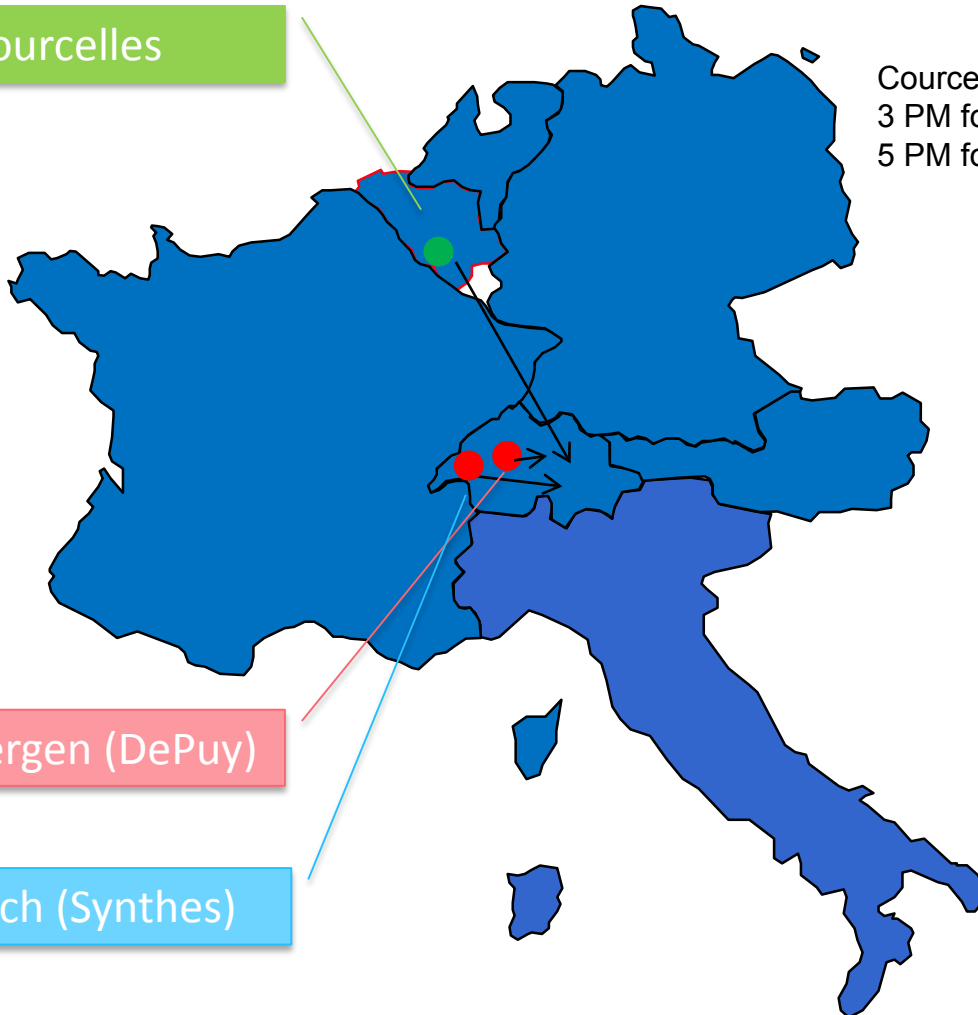 ourcelles
Cource
3 PM fo
5 PM fo
ergen (DePuy)
ch (Synthes)